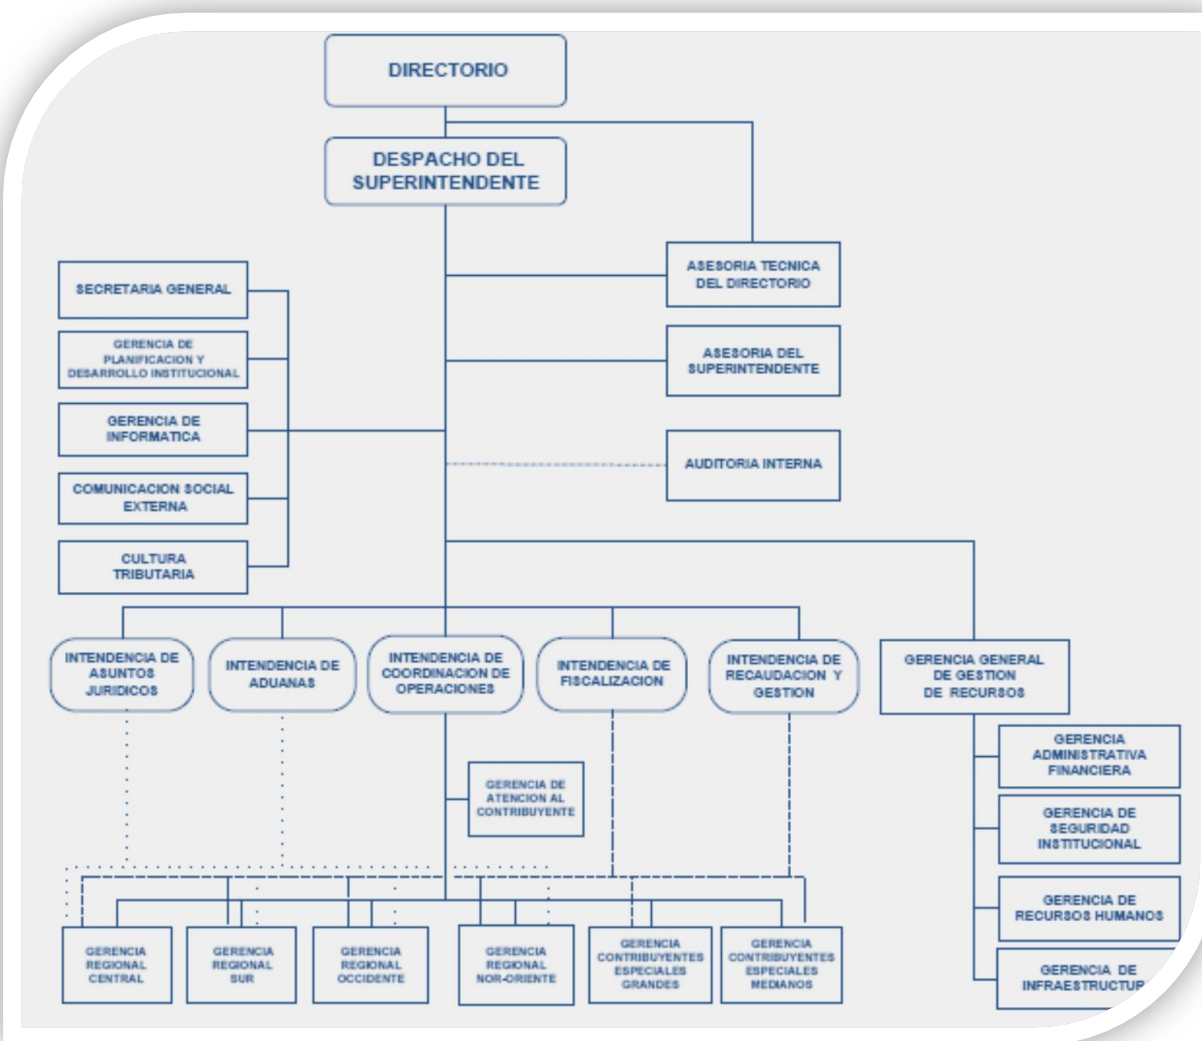 DIRECTORIO
DESPACHO DEL
SUPERINTENDENTE
ASESORIA TECNICA
DEL DIRECTORIO
SECRETARIA GENERAL
GERENCIA DE
PLANIFICACION Y
DESARROLLO INSTITUCIONAL
ASESORIA DEL
SUPERINTENDENTE
GERENCIA DE
INFORMATICA
AUDITORIA INTERNA
COMUNICACION SOCIAL
EXTERNA
CULTURA
TRIBUTARIA
INTENDENCIA DE
ASUNTOS
JURIDICOS
INTENDENCIA DE
ADUANAS
INTENDENCIA DE
COORDINACION DE
OPERACIONES
INTENDENCIA DE
FISCALIZACION
INTENDENCIA DE
RECAUDACION Y
GESTION
GERENCIA GENERAL
DE GESTION
DE RECURSOS
GERENCIA
ADMINISTRATIVA
FINANCIERA
GERENCIA DE
ATENCION AL
CONTRIBUYENTE
GERENCIA DE
SEGURIDAD
INSTITUCIONAL
GERENCIA DE
RECURSOS HUMANOS
GERENCIA
REGIONAL
CENTRAL
GERENCIA
REGIONAL
SUR
GERENCIA
REGIONAL
OCCIDENTE
GERENCIA
REGIONAL
NOR-ORIENTE
GERENCIA
CONTRIBUYENTES
ESPECIALES
GRANDES
GERENCIA
CONTRIBUYENTES
ESPECIALES
MEDIANOS
GERENCIA DE
INFRAESTRUCTUR